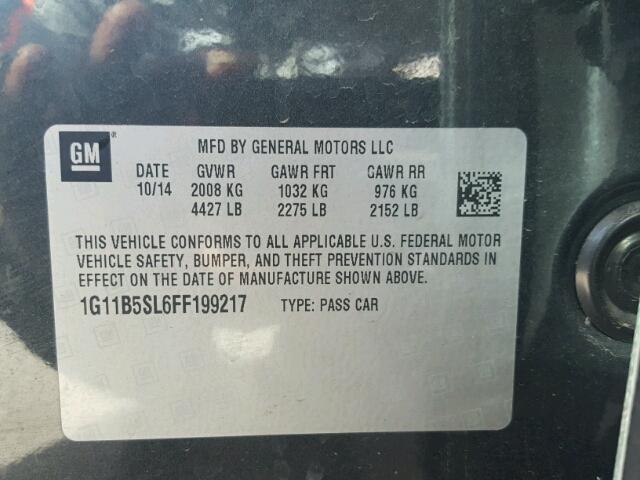 GM
MFD BY GENERAL MOTORS LLC
DATE GVWR GAWR FRT GAWR RR
10/14 2008 KG 1032 KG 976 KG
4427 LB 2275 LB 2152 LB
THIS VEHICLE CONFORMS TO ALL APPLICABLE U.S. FEDERAL MOTOR
VEHICLE SAFETY, BUMPER, AND THEFT PREVENTION STANDARDS IN
EFFECT ON THE DATE OF MANUFACTURE SHOWN ABOVE.
1G11B5SL6FF199217 TYPE: PASS CAR